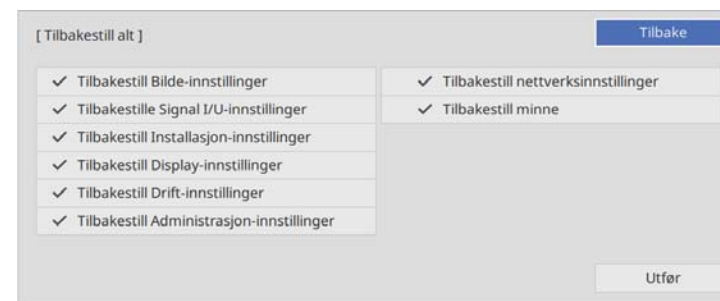 [ Tilbakestill alt ]
Tilbake
✓ Tilbakestill Bilde-innstillinger
✓ Tilbakestille Signal I/U-innstillinger
✓ Tilbakestill Installasjon-innstillinger
✓ Tilbakestill Display-innstillinger
✓ Tilbakestill Drift-innstillinger
✓ Tilbakestill Administrasjon-innstillinger
✓ Tilbakestill nettverksinnstillinger
✓ Tilbakestill minne
Utfør